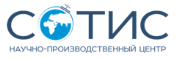 СОТИС
НАУЧНО-ПРОИЗВОДСТВЕННЫЙ ЦЕНТР